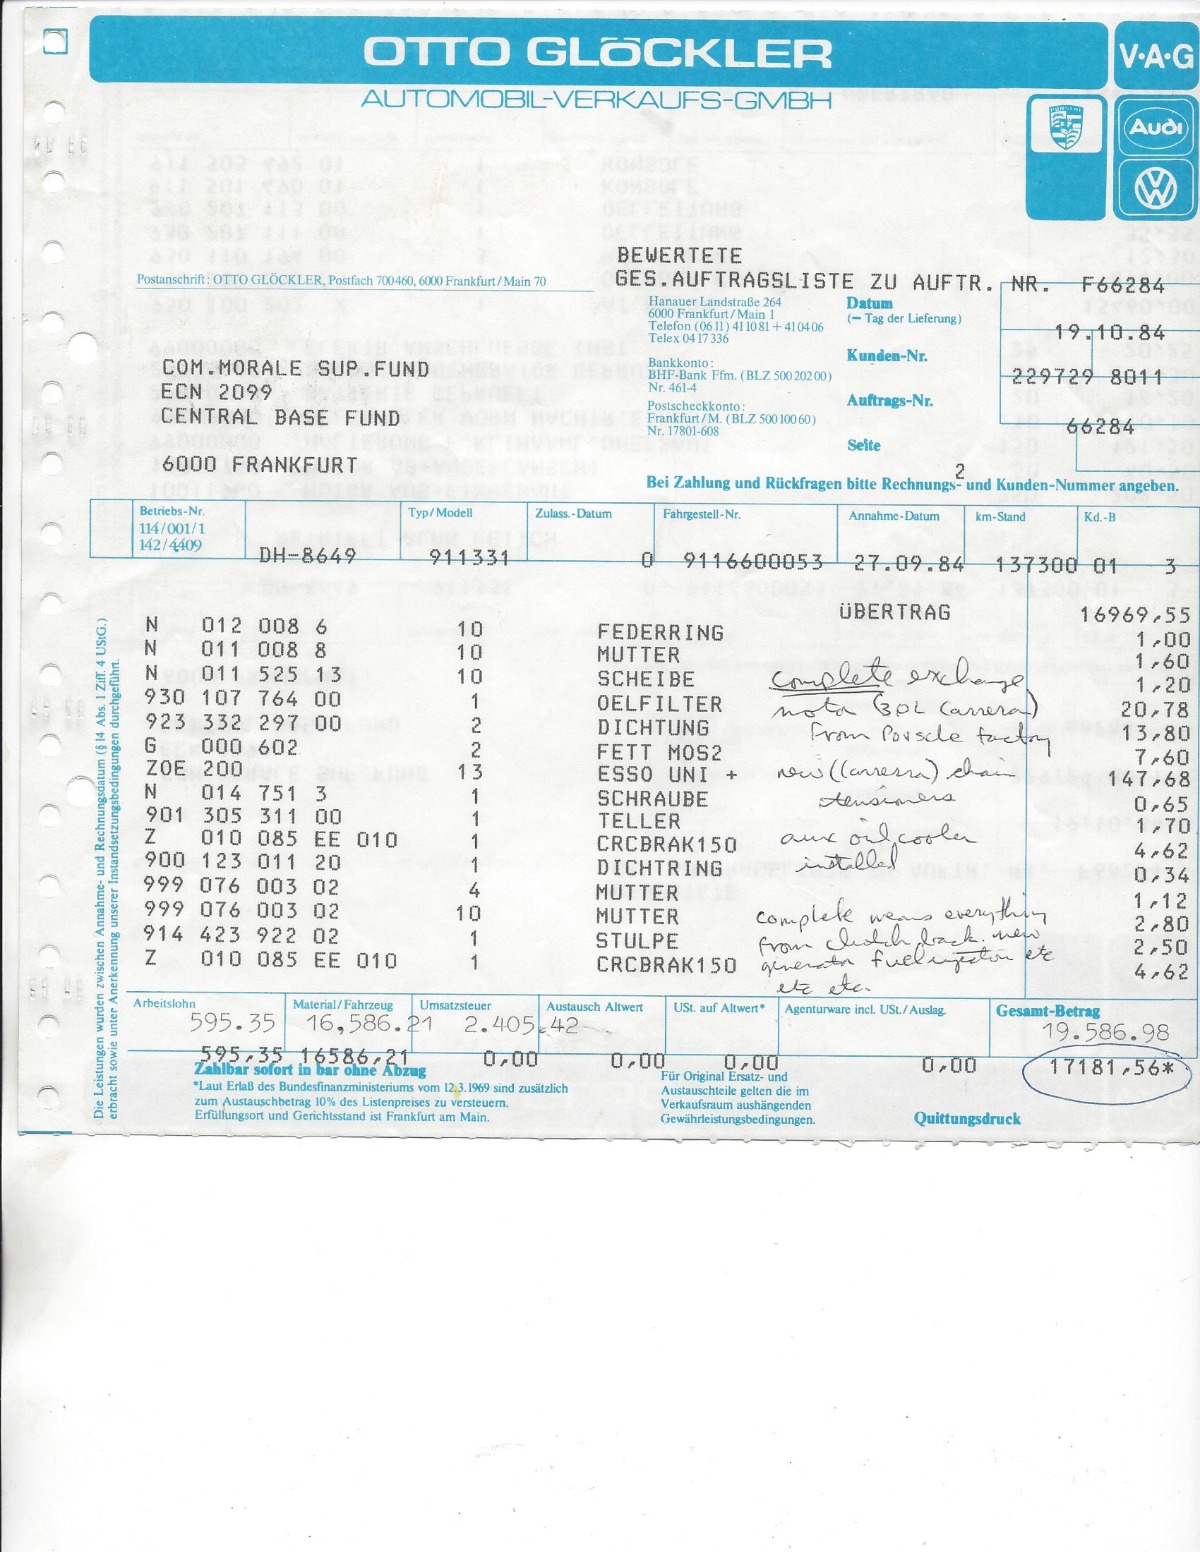 OTTO GLÖCKLER
AUTOMOBIL-VERKAUFS-GMBH
V·A·G
PORSCHE
Audi
Postanschrift: OTTO GLÖCKLER, Postfach 700460, 6000 Frankfurt/Main 70
BEWERTETE
GES.AUFTRAGSLISTE ZU AUFTR. NR. F66284
Hanauer Landstraße 264
6000 Frankfurt/Main 1
Telefon (06 11) 41 10 81 + 41 04 06
Telex 04 17 336
Bankkonto:
BHF-Bank Ffm. (BLZ 500 202 00)
Nr. 461-4
Postscheckkonto:
Frankfurt/M. (BLZ 500 100 60)
Nr. 17801-608
Datum
(= Tag der Lieferung)
19.10.84
Kunden-Nr.
229729 8011
Auftrags-Nr.
66284
Seite
2
COM.MORALE SUP.FUND
ECN 2099
CENTRAL BASE FUND
6000 FRANKFURT
Bei Zahlung und Rückfragen bitte Rechnungs- und Kunden-Nummer angeben.
Betriebs-Nr. Typ/Modell Zulass.-Datum Fahrgestell-Nr. Annahme-Datum km-Stand Kd.-B
114/001/1
142/4409
DH-8649 911331 0 9116600053 27.09.84 137300 01 3
ÜBERTRAG 16969,55
N 012 008 6 10 FEDERRING 1,00
N 011 008 8 10 MUTTER 1,60
N 011 525 13 10 SCHEIBE complete exchange 1,20
930 107 764 00 1 OELFILTER motor (3.0L Carrera) 20,78
923 332 297 00 2 DICHTUNG From Porsche factory 13,80
G 000 602 2 FETT MOS2 7,60
ZOE 200 13 ESSO UNI + new (Carrera) chain 147,68
N 014 751 3 1 SCHRAUBE tensioners 0,65
901 305 311 00 1 TELLER 1,70
Z 010 085 EE 010 1 CRCBRAK150 aux oil cooler 4,62
900 123 011 20 1 DICHTRING installed 0,34
999 076 003 02 4 MUTTER 1,12
999 076 003 02 10 MUTTER complete means everything 2,80
914 423 922 02 1 STULPE from clutch back. new 2,50
Z 010 085 EE 010 1 CRCBRAK150 generator fuel injection etc 4,62
etc etc.
Arbeitslohn Material/Fahrzeug Umsatzsteuer Austausch Altwert USt. auf Altwert* Agenturware incl. USt./Auslag. Gesamt-Betrag
595.35 16,586.21 2.405.42 19.586.98
595,35 16586,21 0,00 0,00 0,00 0,00 17181,56*
Zahlbar sofort in bar ohne Abzug
*Laut Erlaß des Bundesfinanzministeriums vom 12.3.1969 sind zusätzlich
zum Austauschbetrag 10% des Listenpreises zu versteuern.
Erfüllungsort und Gerichtsstand ist Frankfurt am Main.
Für Original Ersatz- und
Austauschteile gelten die im
Verkaufsraum aushängenden
Gewährleistungsbedingungen.
Quittungsdruck
Die Leistungen wurden zwischen Annahme- und Rechnungsdatum (§ 14 Abs. 1 Ziff. 4 UStG.)
erbracht sowie unter Anerkennung unserer Instandsetzungsbedingungen durchgeführt.